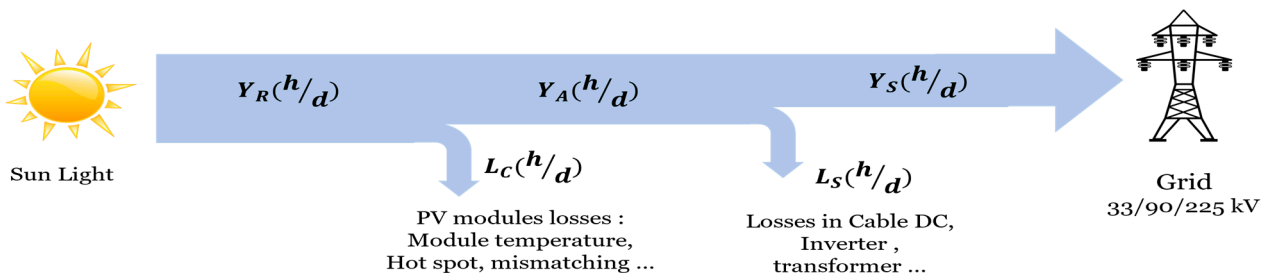 Y_R(h/d)
Y_A(h/d)
Y_S(h/d)
Sun Light
L_C(h/d)
PV modules losses :
Module temperature,
Hot spot, mismatching ...
L_S(h/d)
Losses in Cable DC,
Inverter ,
transformer ...
Grid
33/90/225 kV